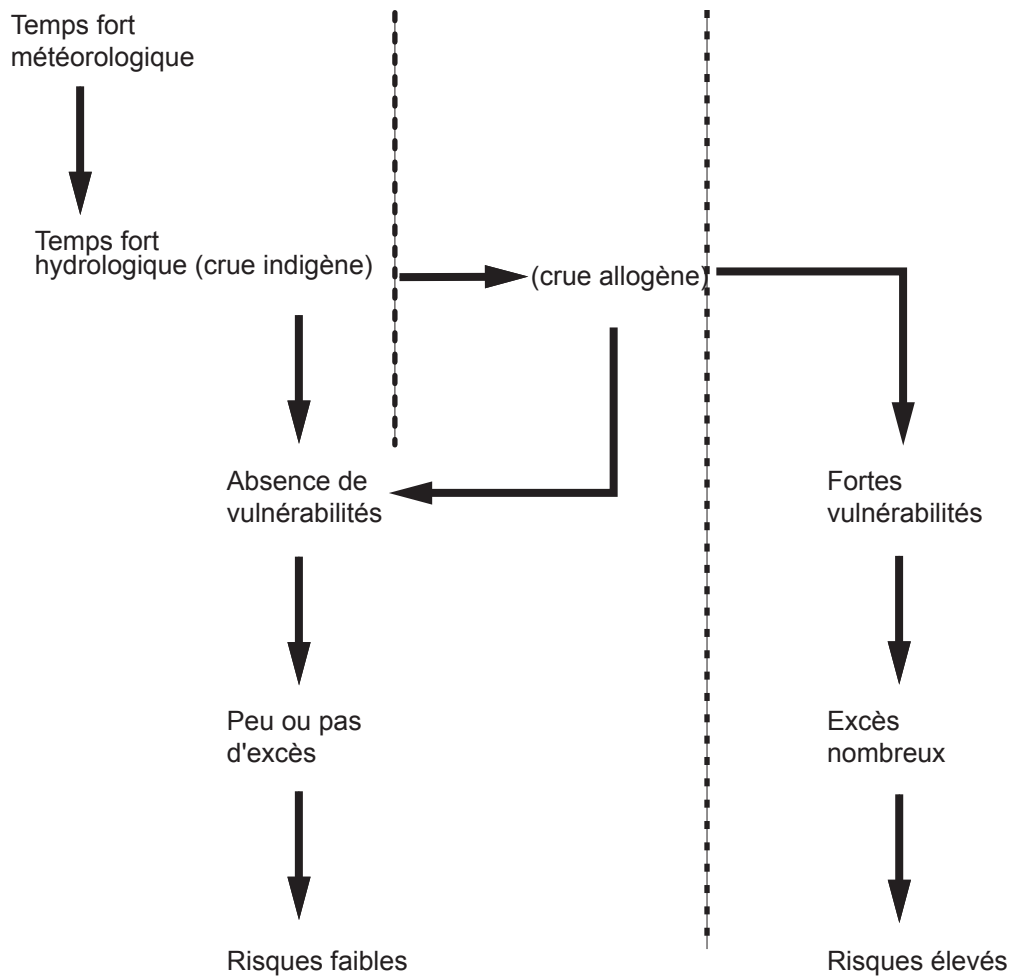 Temps fort
météorologique
Temps fort
hydrologique (crue indigène)
(crue allogène)
Absence de
vulnérabilités
Fortes
vulnérabilités
Peu ou pas
d'excès
Excès
nombreux
Risques faibles
Risques élevés